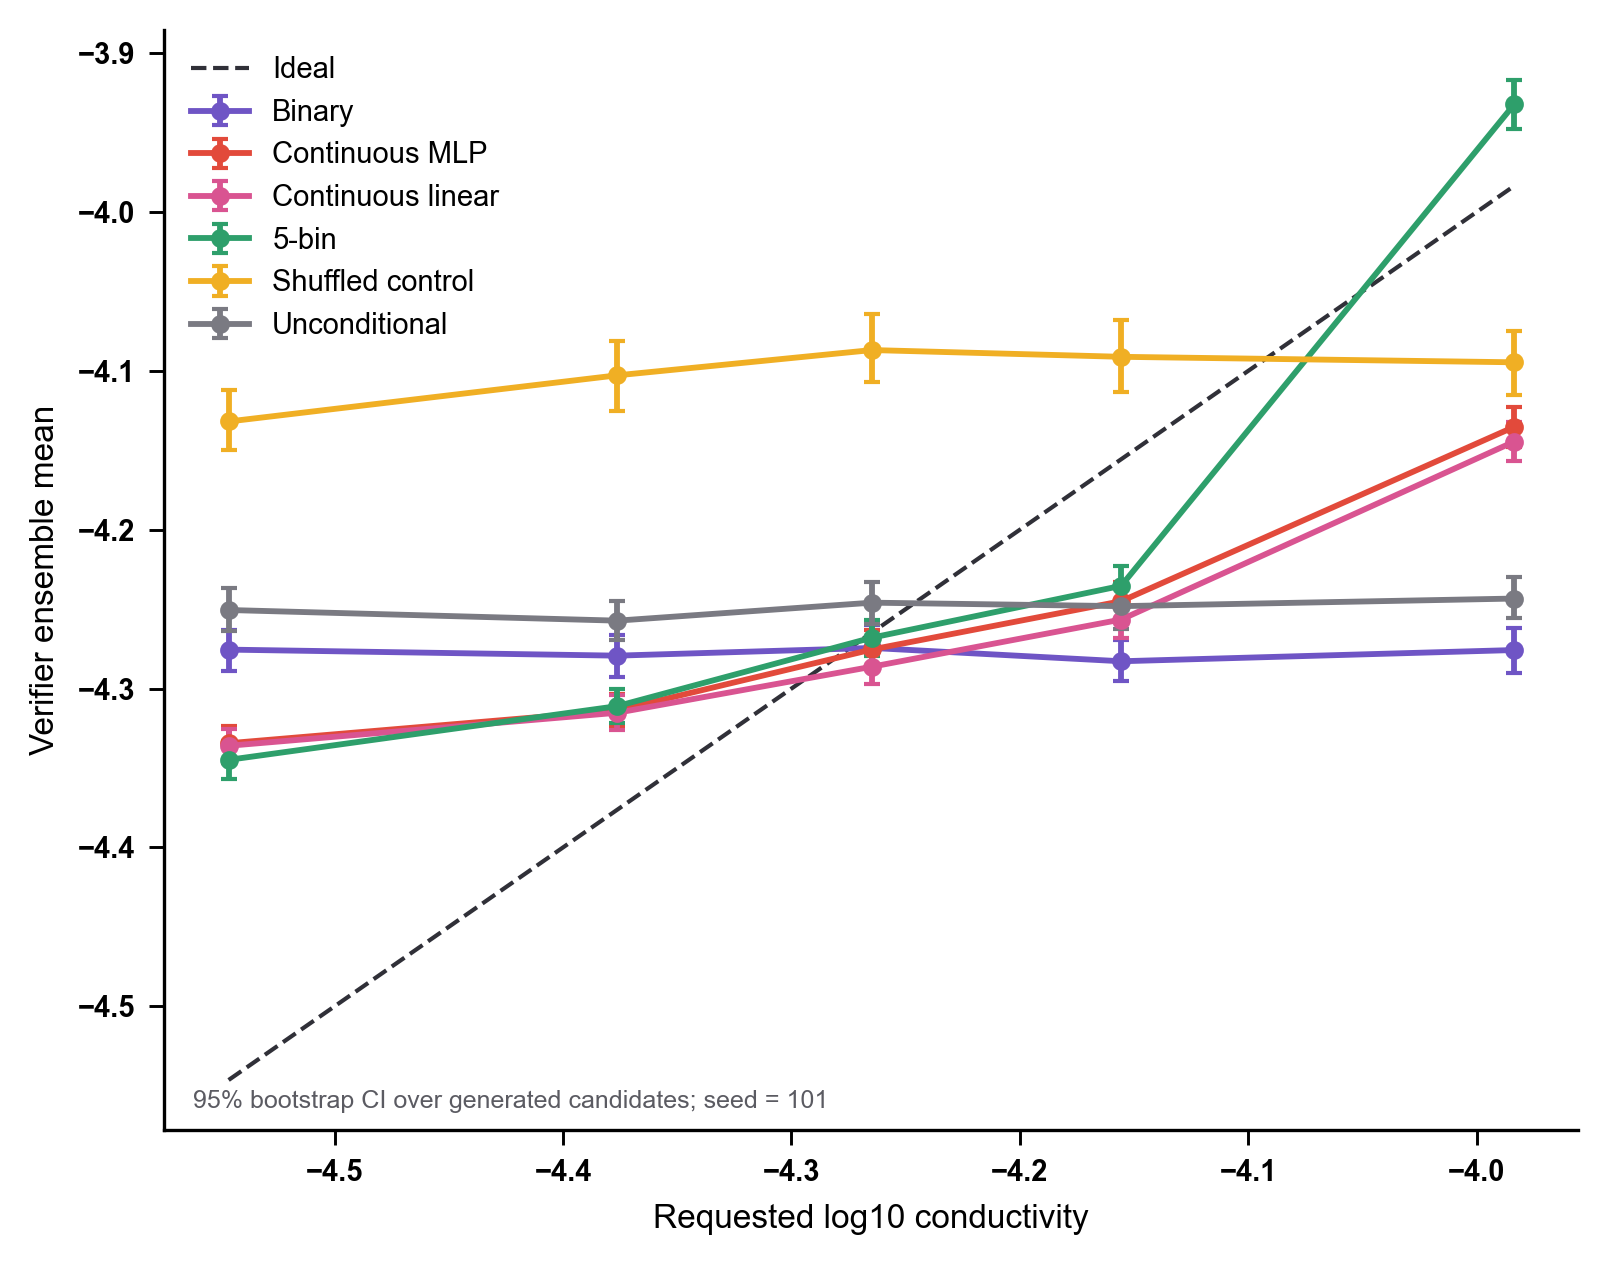 Verifier ensemble mean
−3.9
−4.0
−4.1
−4.2
−4.3
−4.4
−4.5
Ideal
Binary
Continuous MLP
Continuous linear
5-bin
Shuffled control
Unconditional
95% bootstrap CI over generated candidates; seed = 101
−4.5
−4.4
−4.3
−4.2
−4.1
−4.0
Requested log10 conductivity